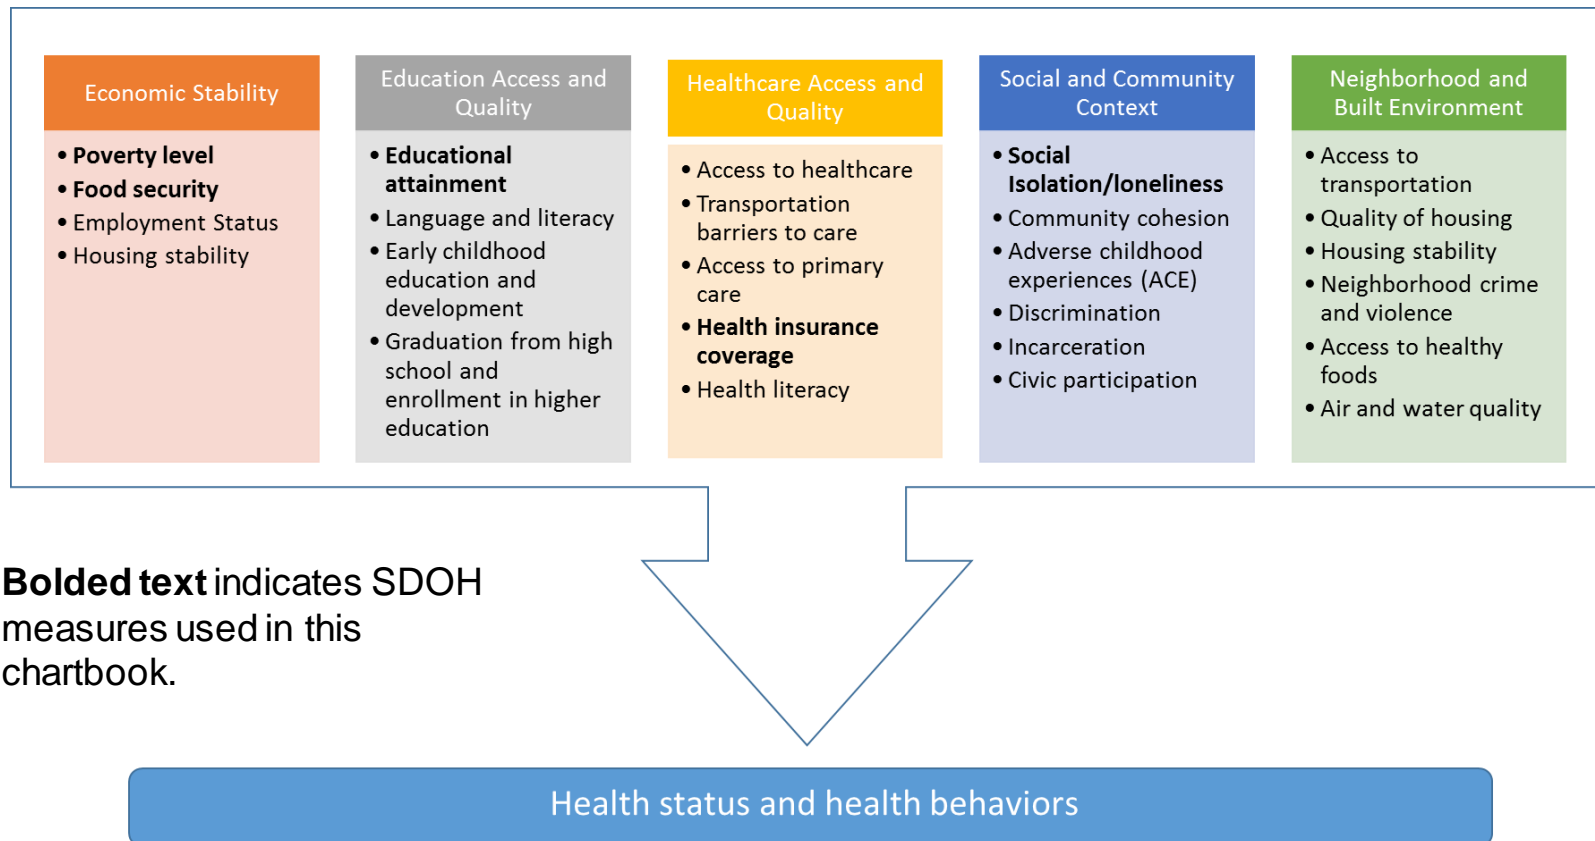 Economic Stability
• Poverty level
• Food security
• Employment Status
• Housing stability
Education Access and
Quality
• Educational
attainment
• Language and literacy
• Early childhood
education and
development
• Graduation from high
school and
enrollment in higher
education
Healthcare Access and
Quality
• Access to healthcare
• Transportation
barriers to care
• Access to primary
care
• Health insurance
coverage
• Health literacy
Social and Community
Context
• Social
Isolation/loneliness
• Community cohesion
• Adverse childhood
experiences (ACE)
• Discrimination
• Incarceration
• Civic participation
Neighborhood and
Built Environment
• Access to
transportation
• Quality of housing
• Housing stability
• Neighborhood crime
and violence
• Access to healthy
foods
• Air and water quality
Bolded text indicates SDOH
measures used in this
chartbook.
Health status and health behaviors